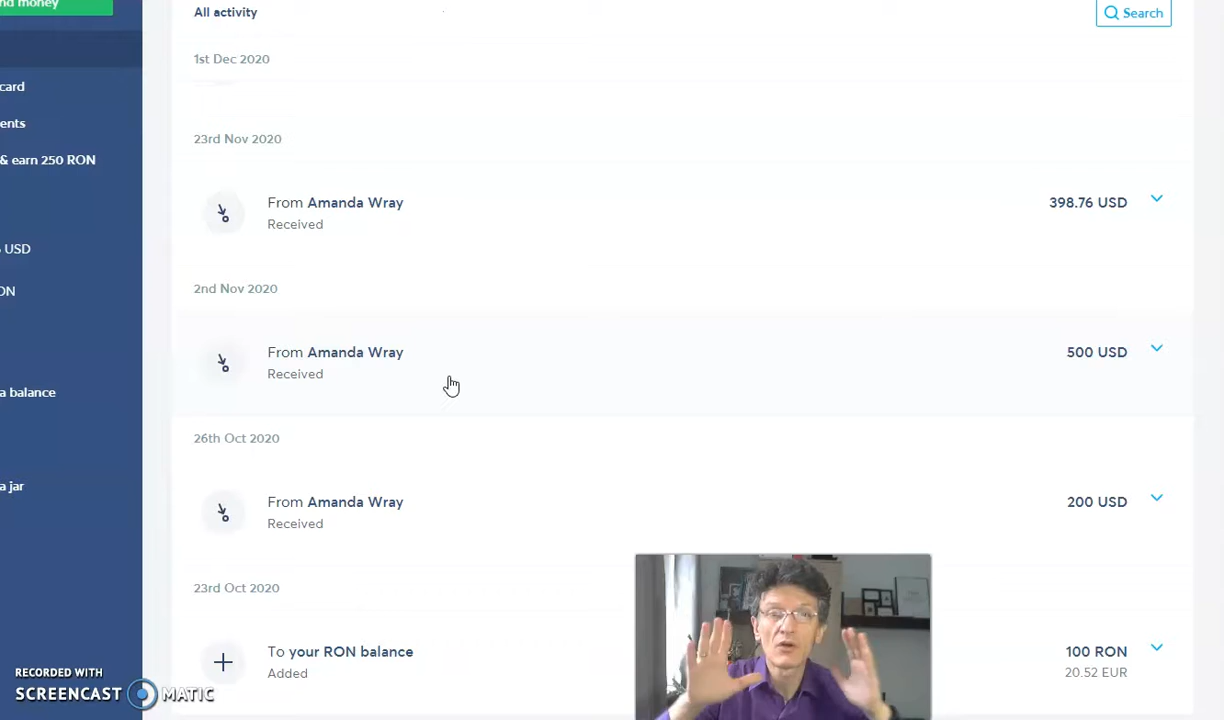 nd money
All activity
Search
1st Dec 2020
card
ents
23rd Nov 2020
& earn 250 RON
From Amanda Wray
398.76 USD
Received
USD
2nd Nov 2020
ON
From Amanda Wray
500 USD
Received
a balance
26th Oct 2020
a jar
From Amanda Wray
200 USD
Received
23rd Oct 2020
To your RON balance
100 RON
Added
20.52 EUR
RECORDED WITH
SCREENCAST MATIC